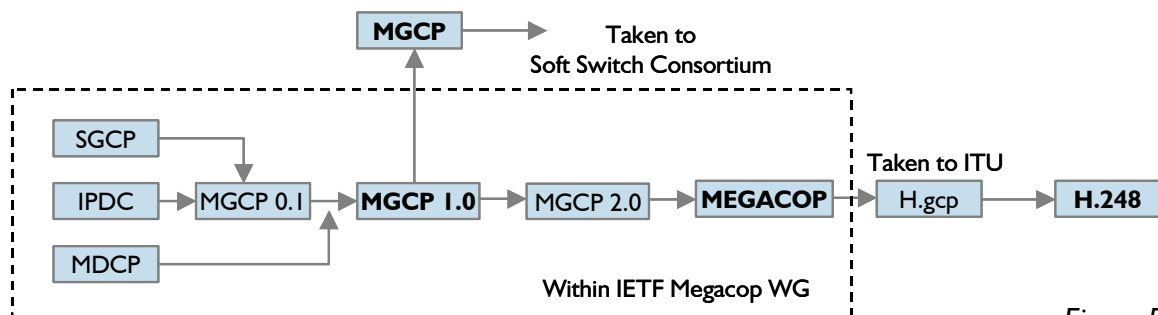 MGCP
Taken to
Soft Switch Consortium
SGCP
Taken to ITU
IPDC
MGCP 0.1
MGCP 1.0
MGCP 2.0
MEGACOP
H.gcp
H.248
MDCP
Within IETF Megacop WG